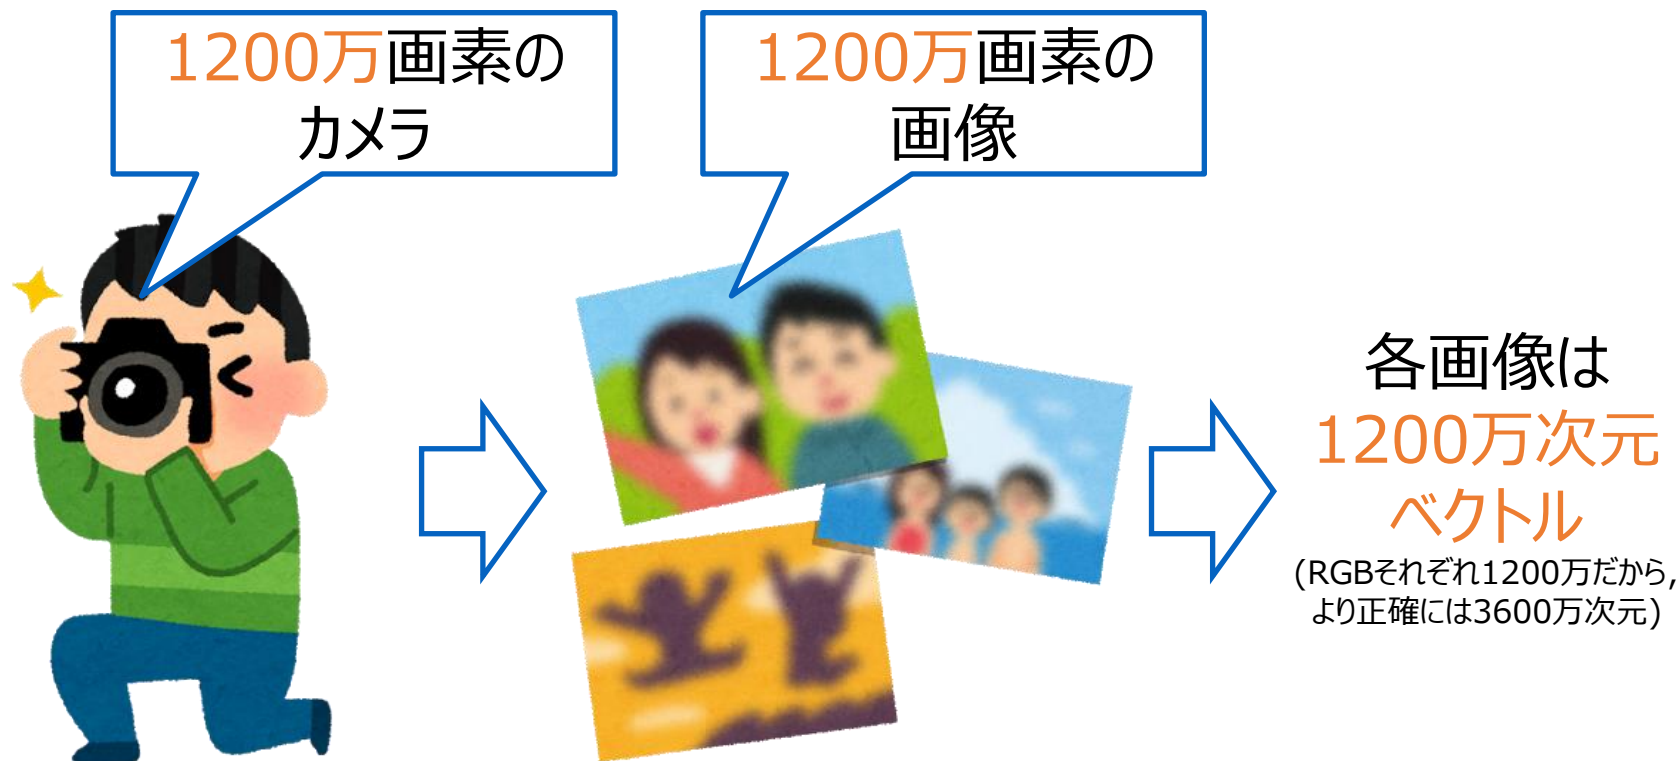 1200万画素の
カメラ
1200万画素の
画像
各画像は
1200万次元
ベクトル
(RGBそれぞれ1200万だから,
より正確には3600万次元)